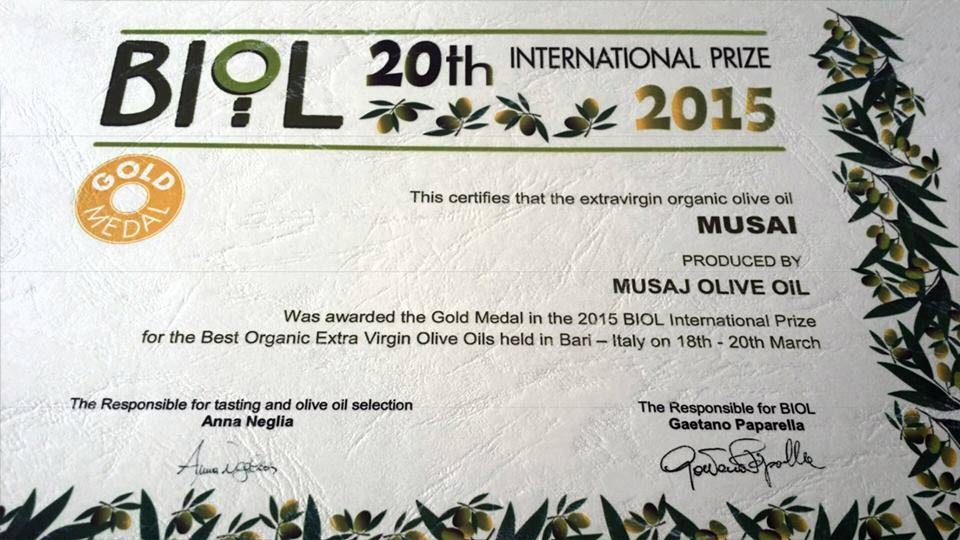 BIOL 20th INTERNATIONAL PRIZE
2015
GOLD
MEDAL
This certifies that the extravirgin organic olive oil
MUSAI
PRODUCED BY
MUSAJ OLIVE OIL
Was awarded the Gold Medal in the 2015 BIOL International Prize
for the Best Organic Extra Virgin Olive Oils held in Bari – Italy on 18th - 20th March
The Responsible for tasting and olive oil selection
Anna Neglia
The Responsible for BIOL
Gaetano Paparella